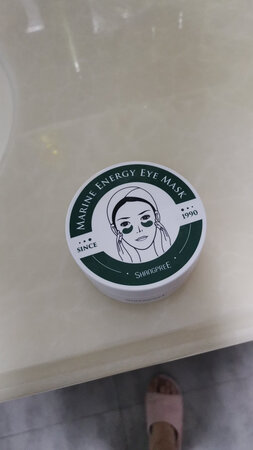 MARINE ENERGY EYE MASK
SINCE
1990
SHANGPREE